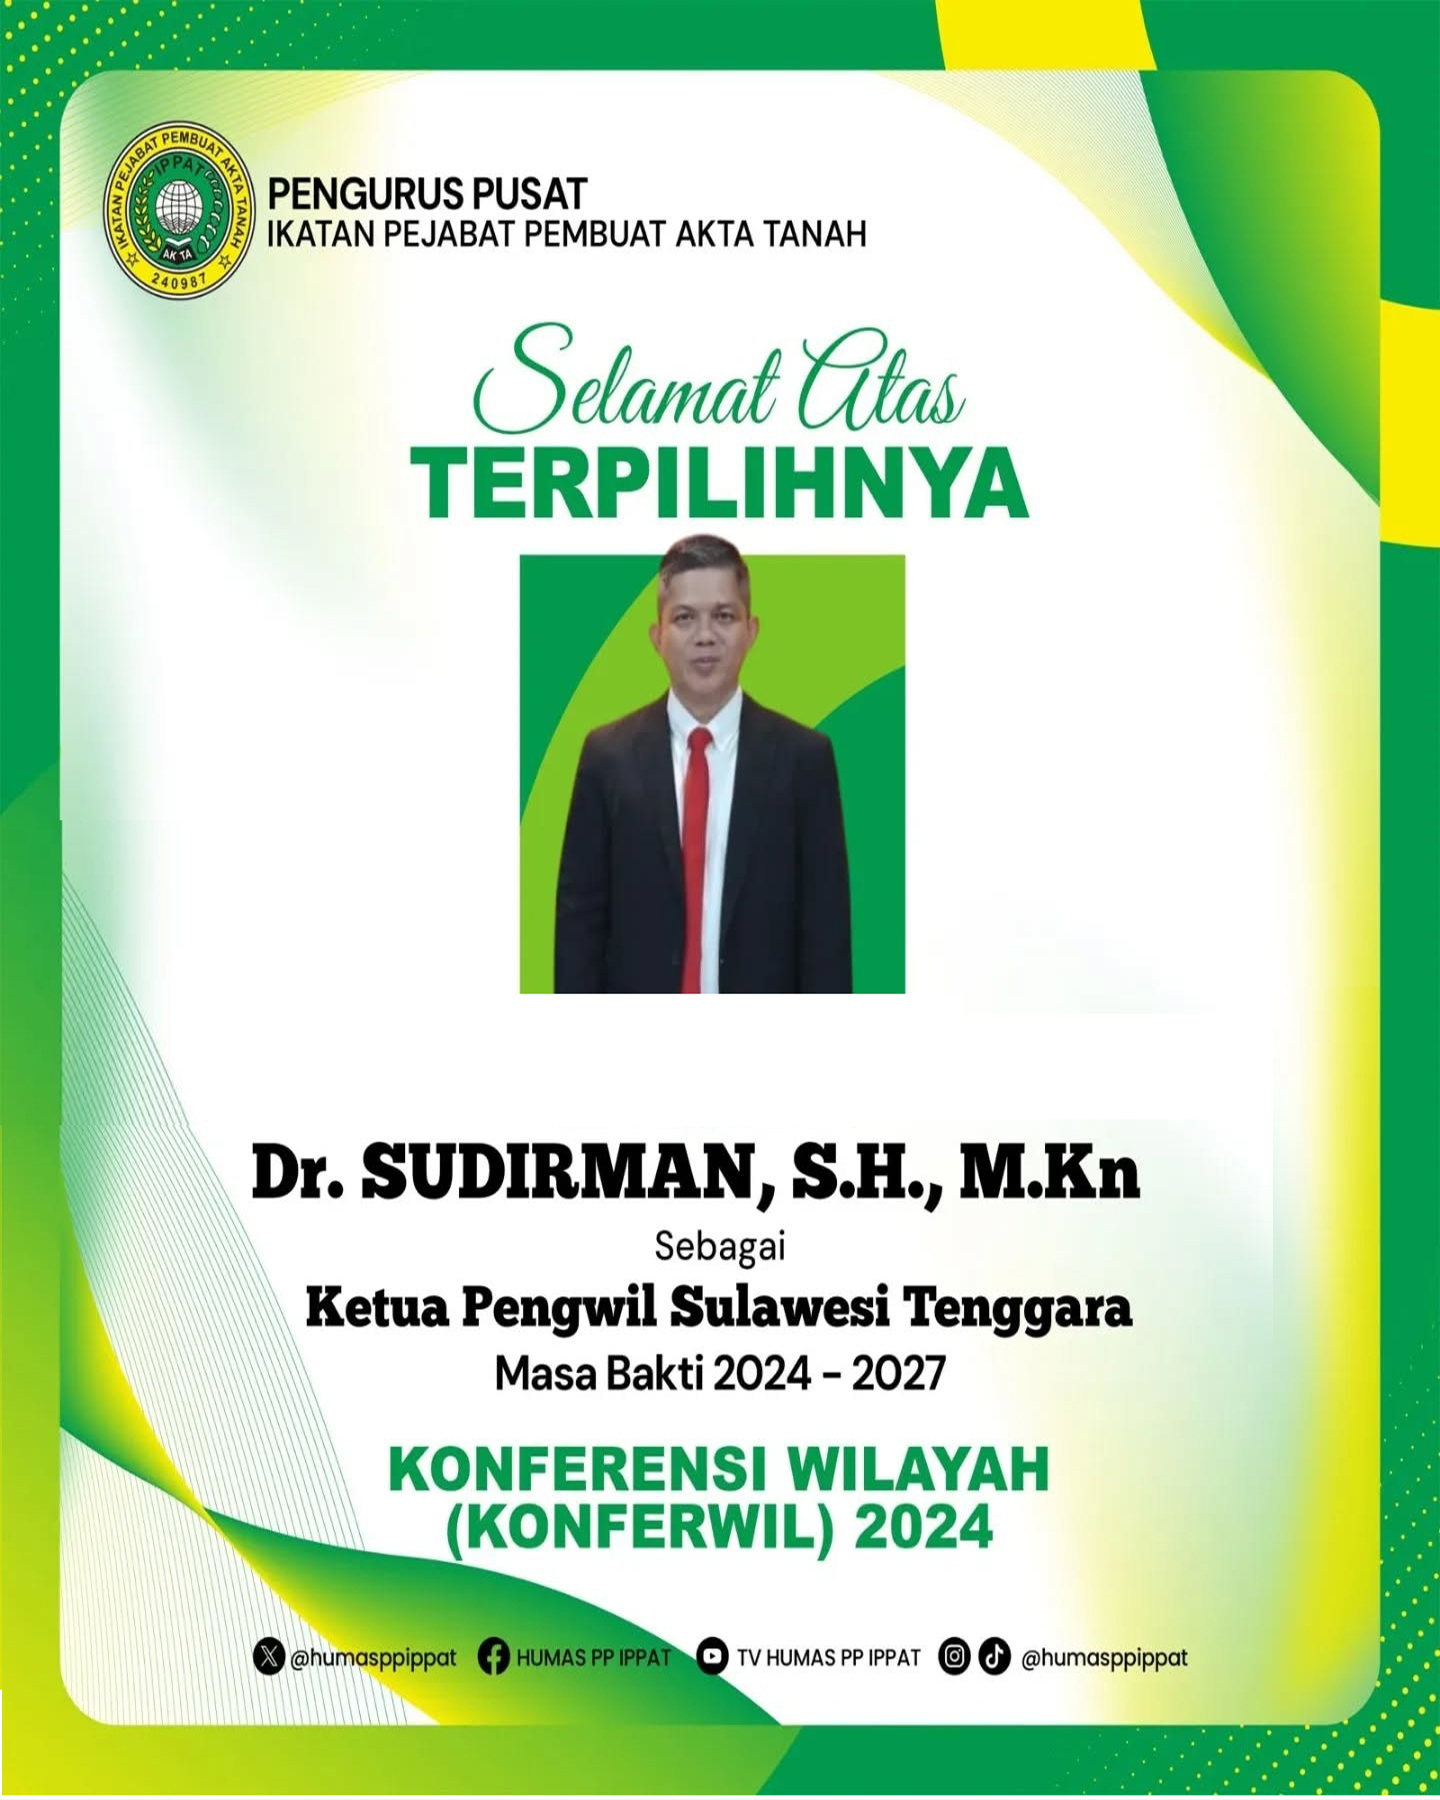 IKATAN PEJABAT PEMBUAT AKTA TANAH
IPPAT
AKTA
240987
PENGURUS PUSAT
IKATAN PEJABAT PEMBUAT AKTA TANAH
Selamat Atas
TERPILIHNYA
Dr. SUDIRMAN, S.H., M.Kn
Sebagai
Ketua Pengwil Sulawesi Tenggara
Masa Bakti 2024 – 2027
KONFERENSI WILAYAH
(KONFERWIL) 2024
@humasppippat HUMAS PP IPPAT TV HUMAS PP IPPAT @humasppippat